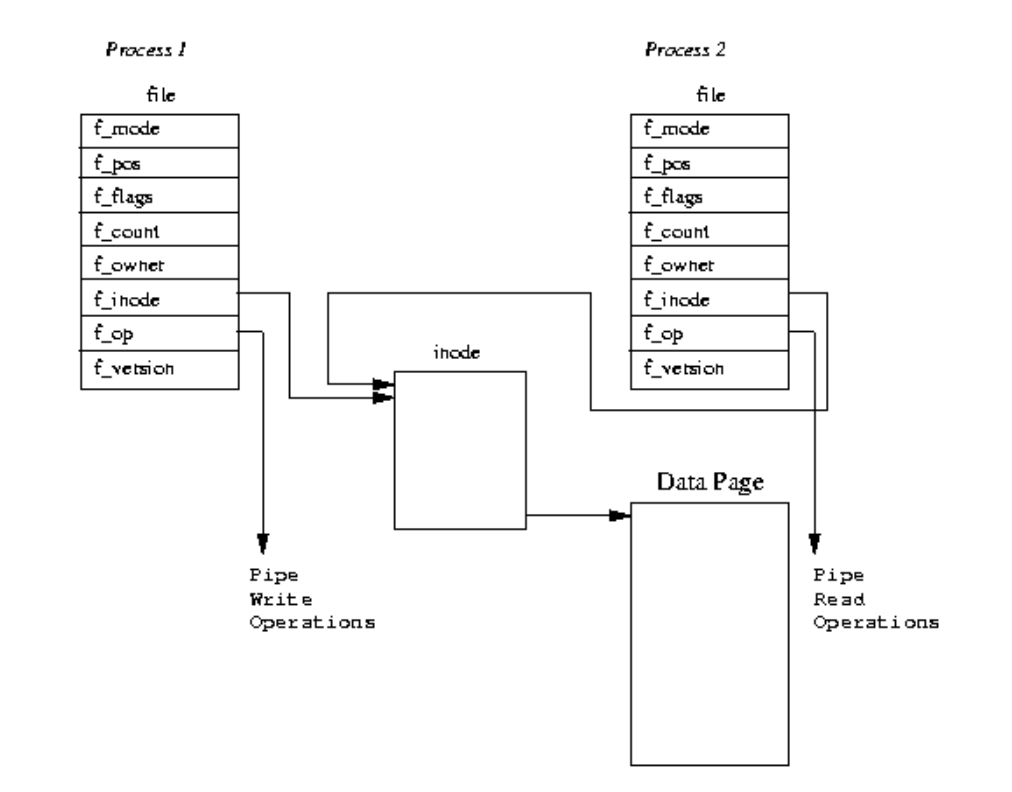 Process 1
file
f_mode
f_pos
f_flags
f_count
f_owner
f_inode
f_op
f_version
Process 2
file
f_mode
f_pos
f_flags
f_count
f_owner
f_inode
f_op
f_version
inode
Data Page
Pipe
Write
Operations
Pipe
Read
Operations